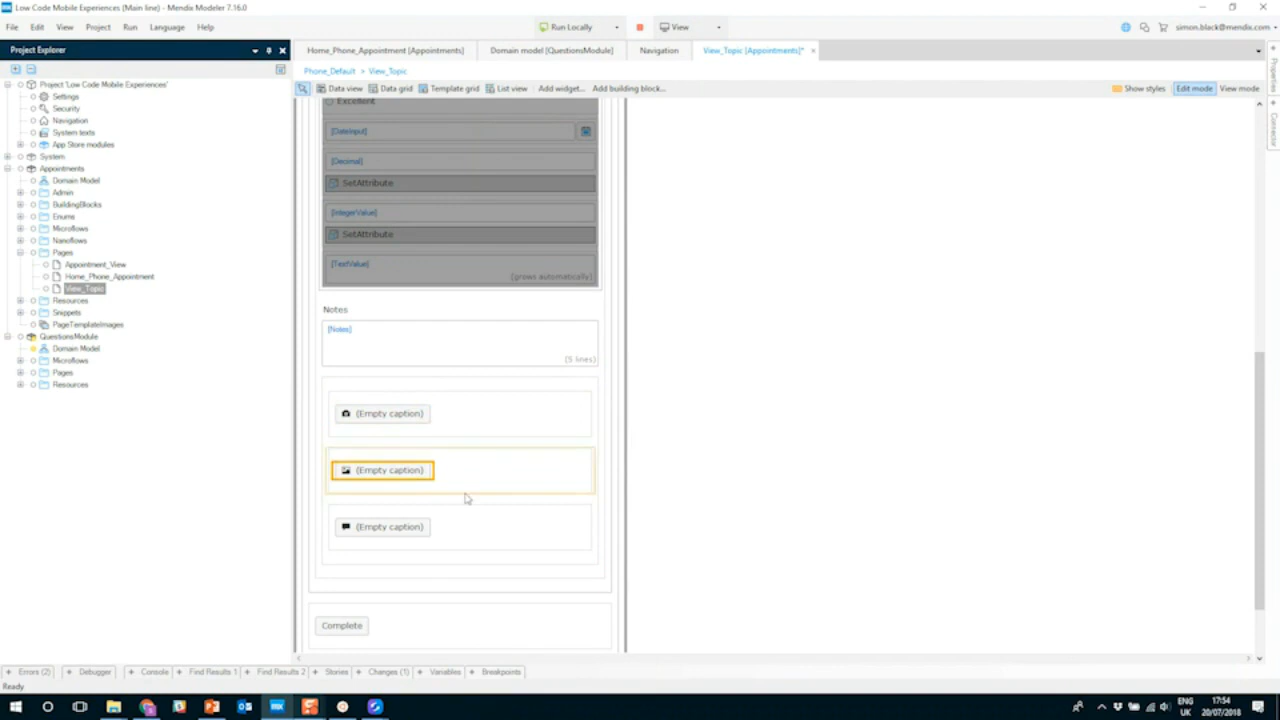 Low Code Mobile Experiences (Main line) - Mendix Modeler 7.16.0
File Edit View Project Run Language Help
Run Locally
View
simon.black@mendix.com
Project Explorer
Home_Phone_Appointment [Appointments]
Domain model [QuestionsModule]
Navigation
View_Topic [Appointments]*
Phone_Default > View_Topic
Data view
Data grid
Template grid
List view
Add widget...
Add building block...
Show styles
Edit mode
View mode
Properties
Connector
Project 'Low Code Mobile Experiences'
Settings
Security
Navigation
System texts
App Store modules
System
Appointments
Domain Model
Admin
BuildingBlocks
Enums
Microflows
Nanoflows
Pages
Appointment_View
Home_Phone_Appointment
View_Topic
Resources
Snippets
PageTemplateImages
QuestionsModule
Domain Model
Microflows
Pages
Resources
Excellent
[DateInput]
[Decimal]
SetAttribute
[IntegerValue]
SetAttribute
[TextValue]
(grows automatically)
Notes
[Notes]
(5 lines)
(Empty caption)
(Empty caption)
(Empty caption)
Complete
Errors (2)
Debugger
Console
Find Results 1
Find Results 2
Stories
Changes (1)
Variables
Breakpoints
Ready
mx
ENG
UK
17:54
20/07/2018